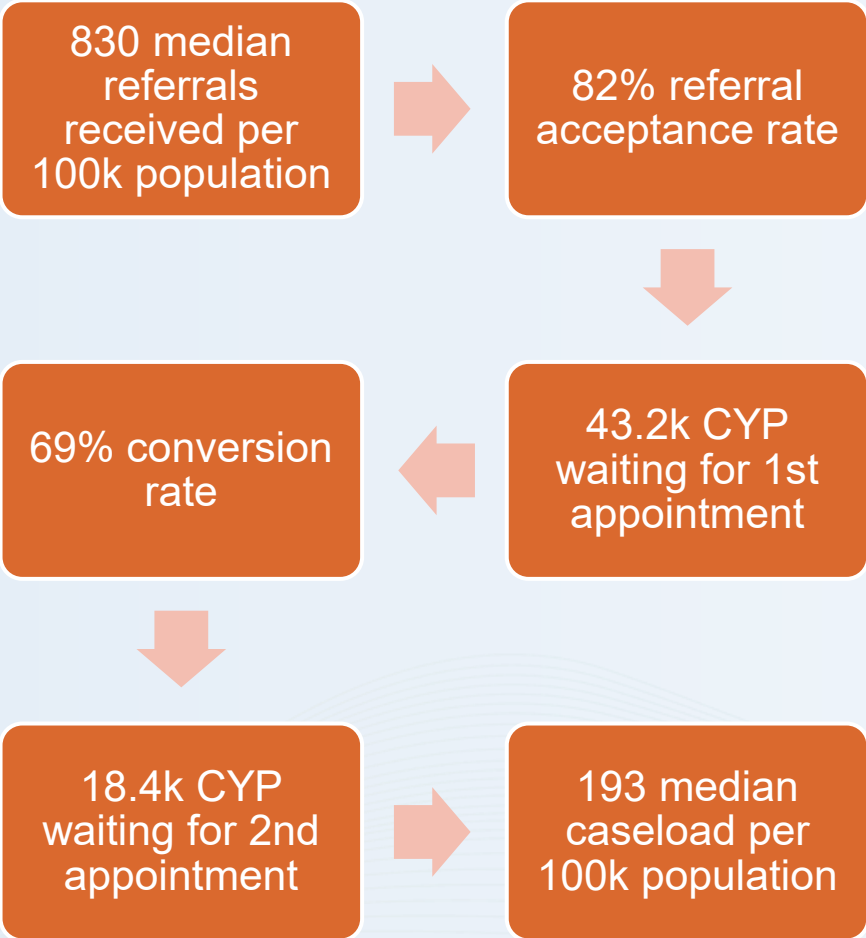 830 median
referrals
received per
100k population
82% referral
acceptance rate
43.2k CYP
waiting for 1st
appointment
69% conversion
rate
18.4k CYP
waiting for 2nd
appointment
193 median
caseload per
100k population